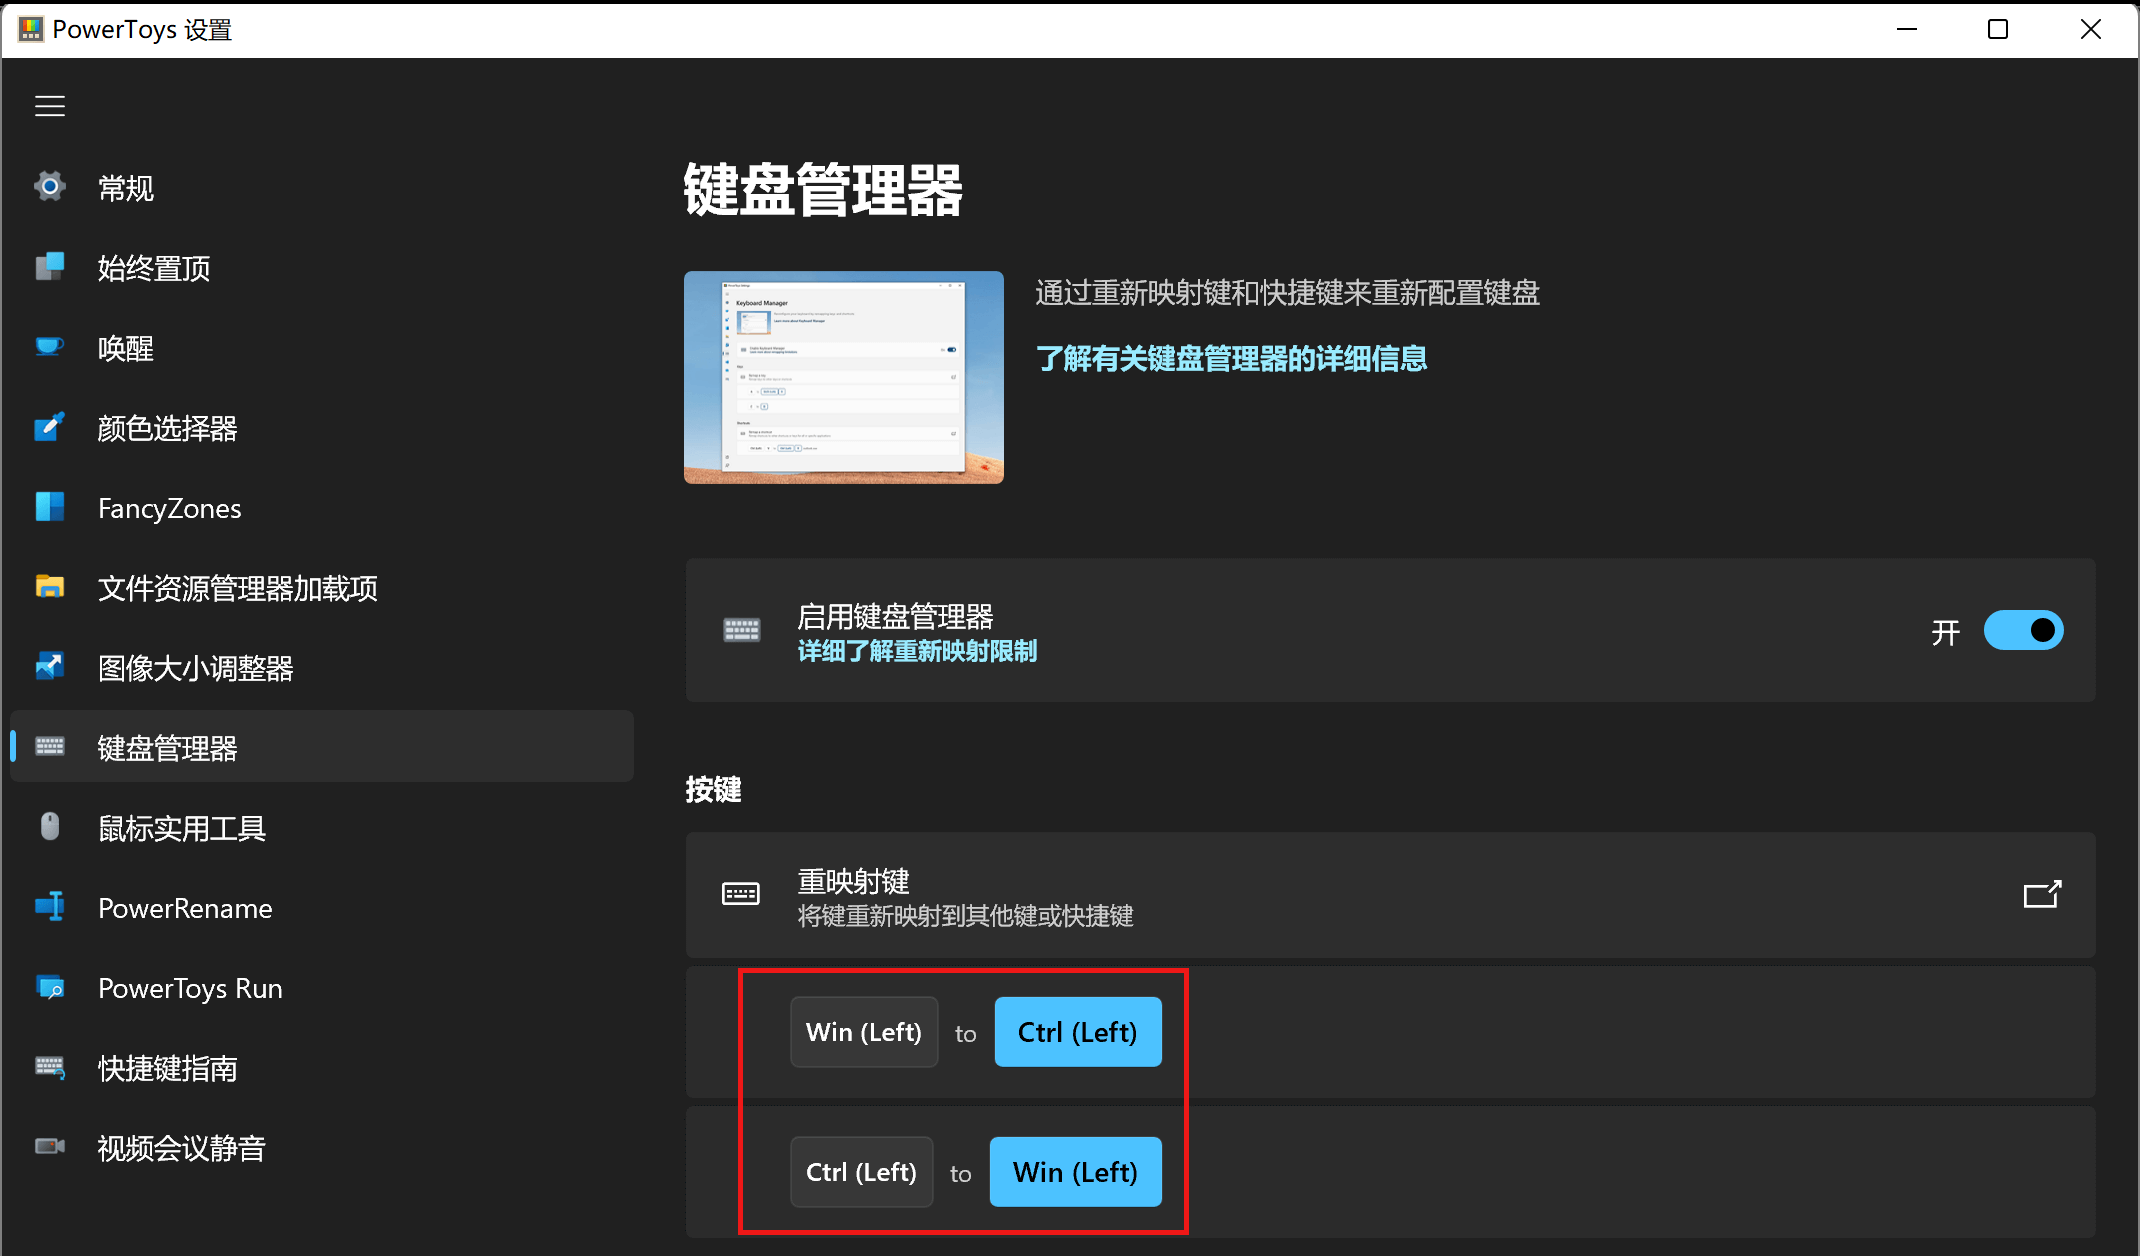 PowerToys 设置
常规
始终置顶
唤醒
颜色选择器
FancyZones
文件资源管理器加载项
图像大小调整器
键盘管理器
鼠标实用工具
PowerRename
PowerToys Run
快捷键指南
视频会议静音
键盘管理器
Keyboard Manager
通过重新映射键和快捷键来重新配置键盘
了解有关键盘管理器的详细信息
启用键盘管理器
详细了解重新映射限制
开
按键
重映射键
将键重新映射到其他键或快捷键
Win (Left) to Ctrl (Left)
Ctrl (Left) to Win (Left)